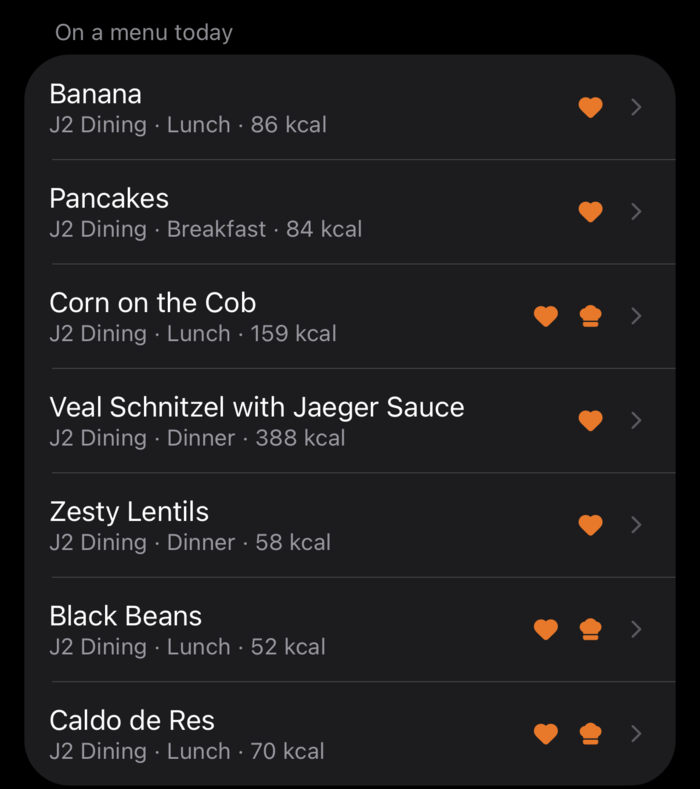 On a menu today
Banana
J2 Dining · Lunch · 86 kcal
Pancakes
J2 Dining · Breakfast · 84 kcal
Corn on the Cob
J2 Dining · Lunch · 159 kcal
Veal Schnitzel with Jaeger Sauce
J2 Dining · Dinner · 388 kcal
Zesty Lentils
J2 Dining · Dinner · 58 kcal
Black Beans
J2 Dining · Lunch · 52 kcal
Caldo de Res
J2 Dining · Lunch · 70 kcal